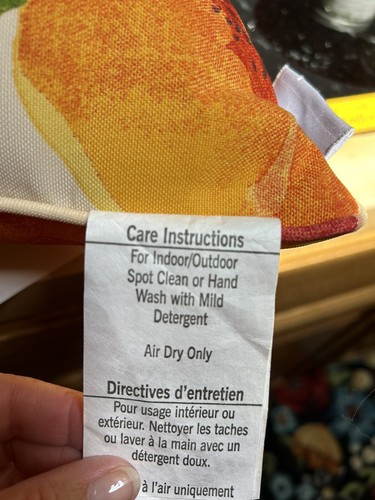 Care Instructions
For Indoor/Outdoor
Spot Clean or Hand
Wash with Mild
Detergent
Air Dry Only
Directives d'entretien
Pour usage intérieur ou
extérieur. Nettoyer les taches
ou laver à la main avec un
détergent doux.
à l'air uniquement